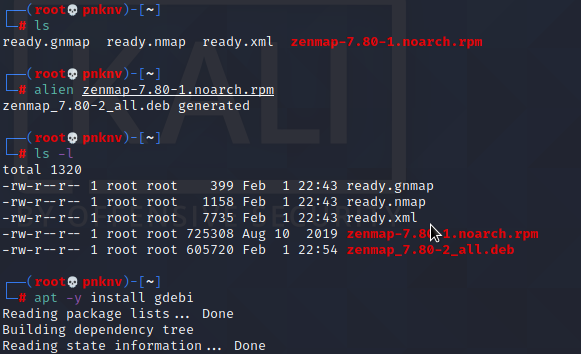 ┌──(root💀pnknv)-[~]
└─# ls
ready.gnmap  ready.nmap  ready.xml  zenmap-7.80-1.noarch.rpm
┌──(root💀pnknv)-[~]
└─# alien zenmap-7.80-1.noarch.rpm
zenmap_7.80-2_all.deb generated
┌──(root💀pnknv)-[~]
└─# ls -l
total 1320
-rw-r--r-- 1 root root    399 Feb  1 22:43 ready.gnmap
-rw-r--r-- 1 root root   1158 Feb  1 22:43 ready.nmap
-rw-r--r-- 1 root root   7735 Feb  1 22:43 ready.xml
-rw-r--r-- 1 root root 725308 Aug 10  2019 zenmap-7.80-1.noarch.rpm
-rw-r--r-- 1 root root 605720 Feb  1 22:54 zenmap_7.80-2_all.deb
┌──(root💀pnknv)-[~]
└─# apt -y install gdebi
Reading package lists... Done
Building dependency tree
Reading state information... Done
KALI